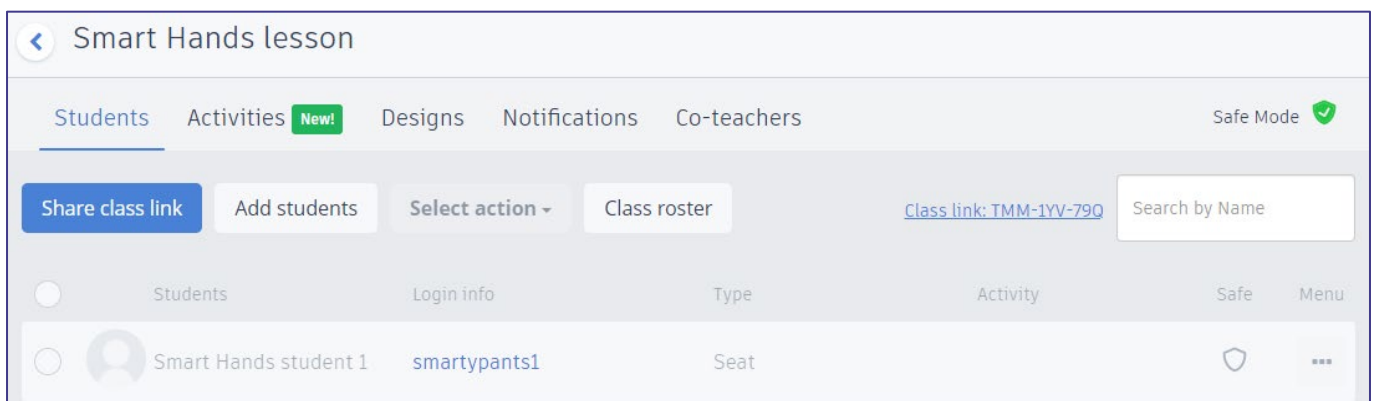 Smart Hands lesson
Students Activities New! Designs Notifications Co-teachers Safe Mode
Share class link Add students Select action Class roster Class link: TMM-1YV-79Q Search by Name
Students Login info Type Activity Safe Menu
Smart Hands student 1 smartypants1 Seat